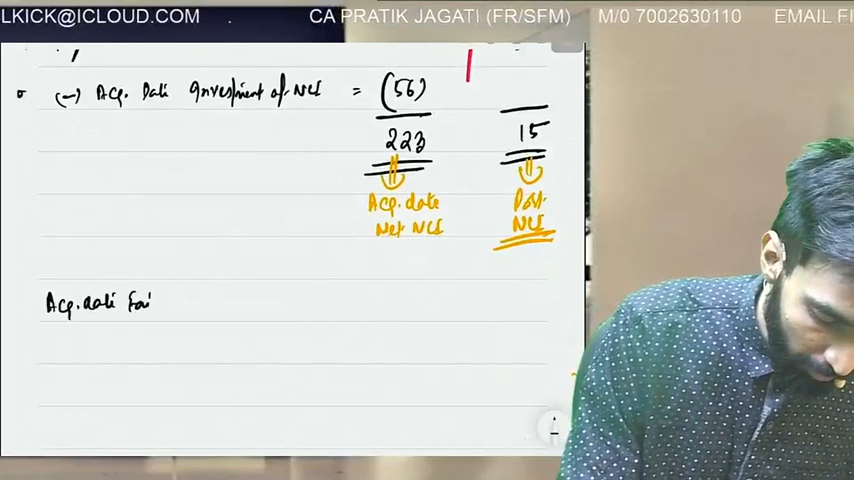 LKICK@ICLOUD.COM . CA PRATIK JAGATI (FR/SFM) M/0 7002630110 EMAIL FI
(-) Acq. Date Investment of NCI = (56)
223 15
Acq. date Post.
Net NCI NCI
Acq. date Fai